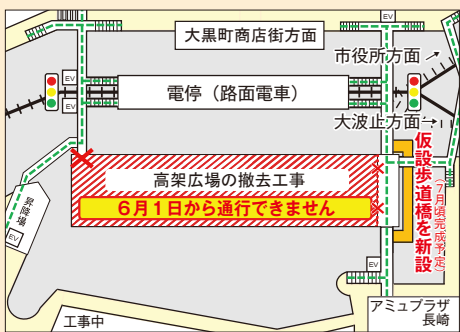 大黒町商店街方面
市役所方面
EV
EV
電停（路面電車）
大波止方面
高架広場の撤去工事
6月1日から通行できません
仮設歩道橋を新設
（7月頃完成予定）
EV
昇降場
EV
EV
工事中
アミュプラザ
長崎